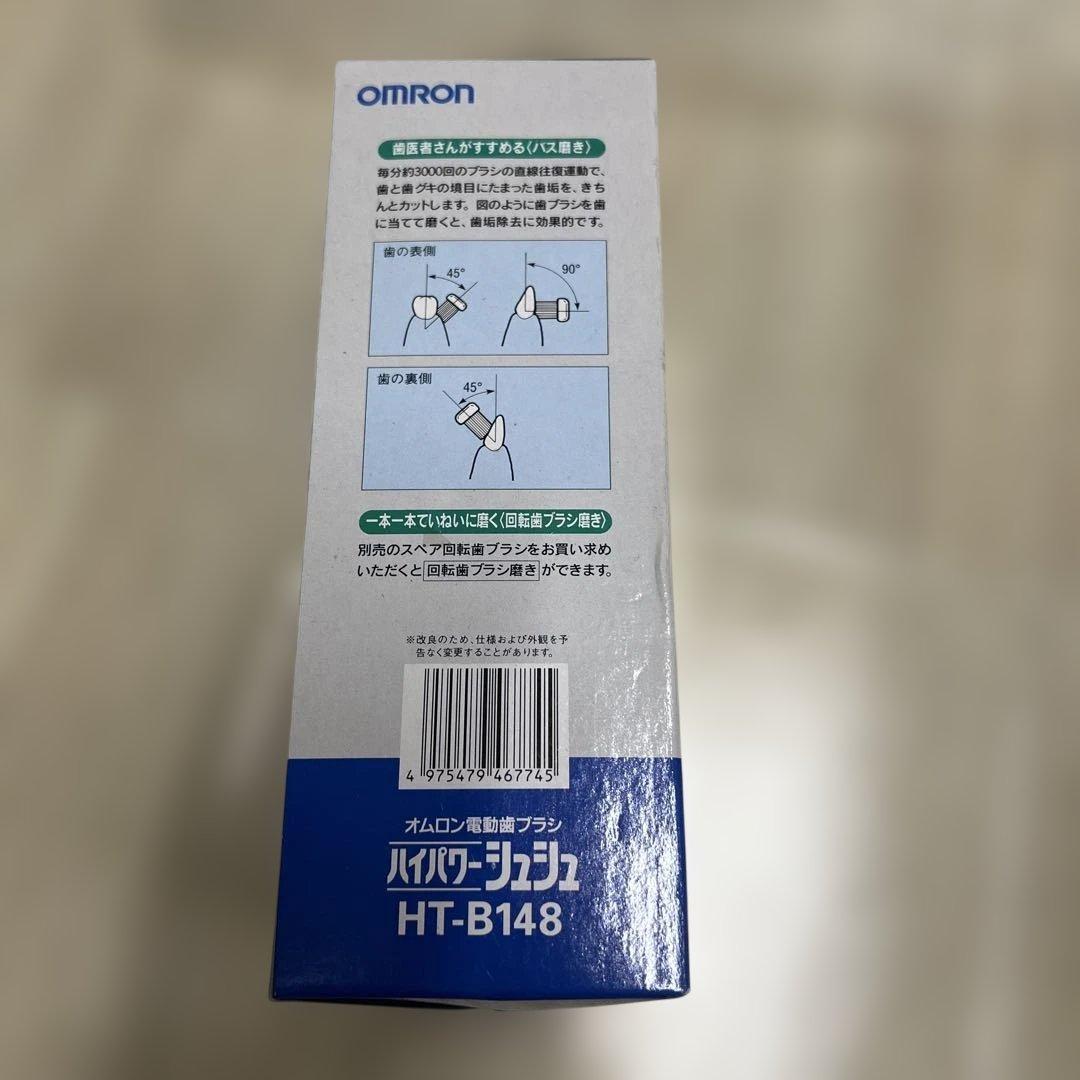 OMRON
歯医者さんがすすめる〈バス磨き〉
毎分約3000回のブラシの直線往復運動で、
歯と歯グキの境目にたまった歯垢を、きち
んとカットします。図のように歯ブラシを歯
に当てて磨くと、歯垢除去に効果的です。
歯の表側
45°
90°
歯の裏側
45°
一本一本ていねいに磨く〈回転歯ブラシ磨き〉
別売のスペア回転歯ブラシをお買い求め
いただくと回転歯ブラシ磨きができます。
※改良のため、仕様および外観を予
告なく変更することがあります。
4 975479 467745
オムロン電動歯ブラシ
ハイパワーシュシュ
HT-B148